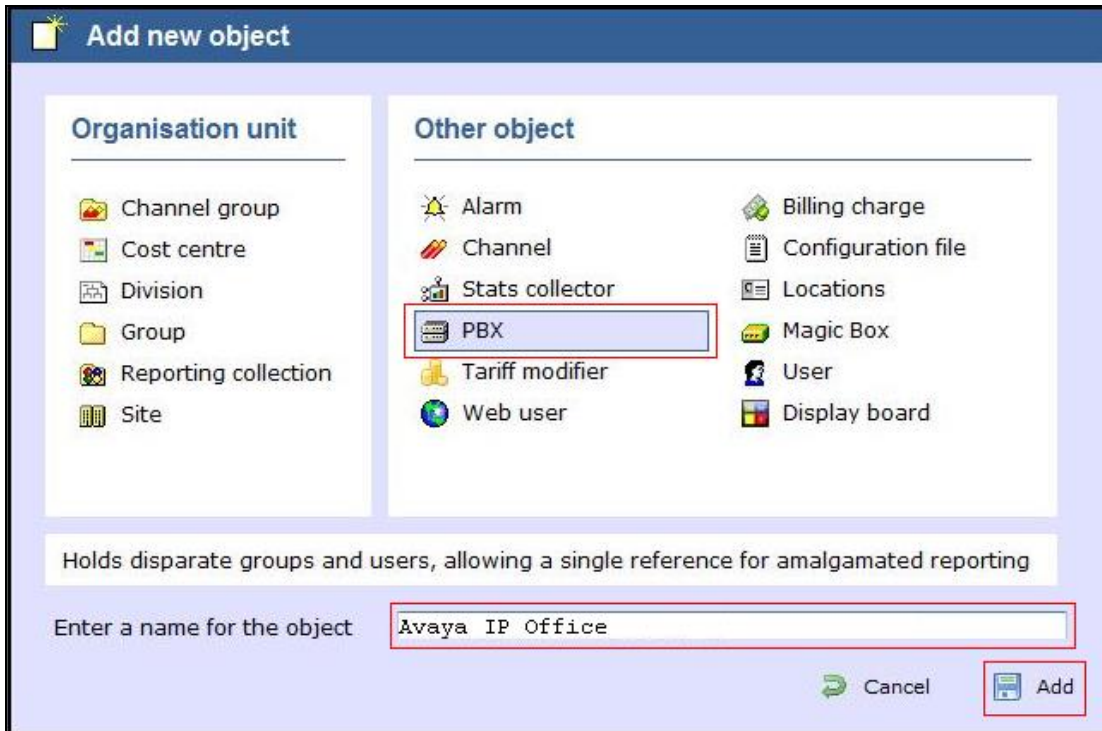 Add new object
Organisation unit
Channel group
Cost centre
Division
Group
Reporting collection
Site
Other object
Alarm
Channel
Stats collector
PBX
Tariff modifier
Web user
Billing charge
Configuration file
Locations
Magic Box
User
Display board
Holds disparate groups and users, allowing a single reference for amalgamated reporting
Enter a name for the object
Avaya IP Office
Cancel
Add